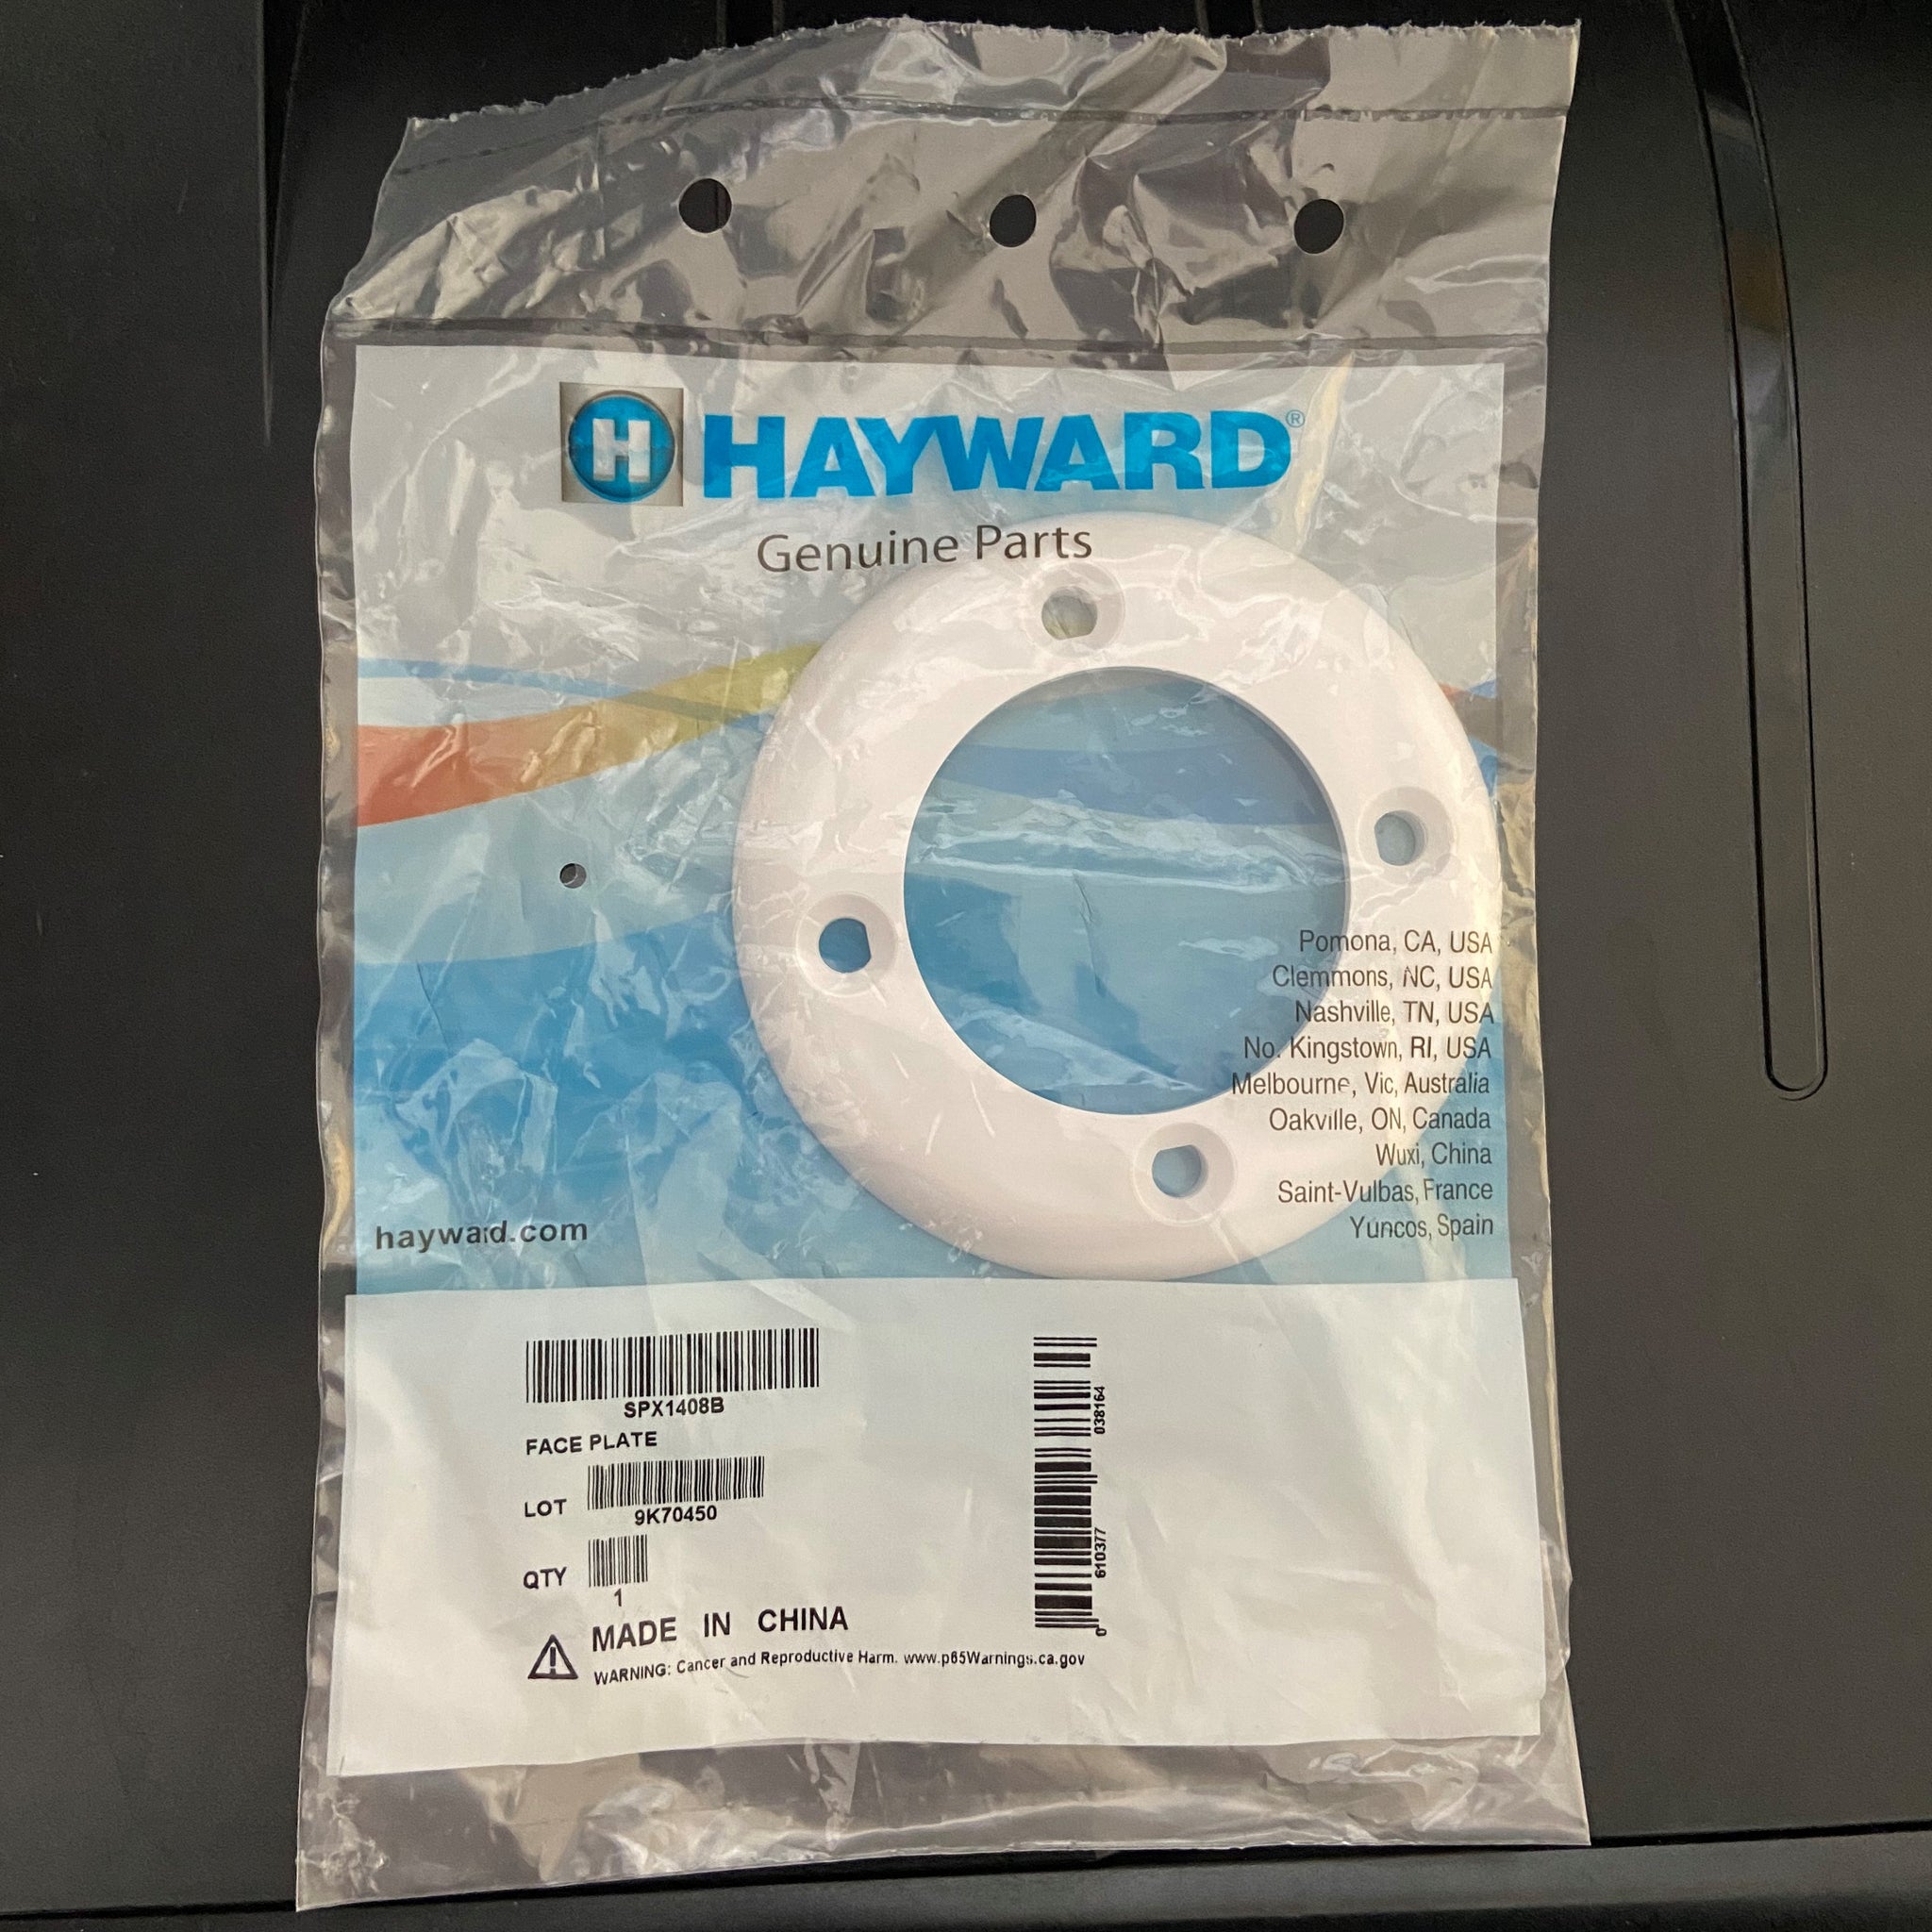 H HAYWARD®
Genuine Parts
Pomona, CA, USA
Clemmons, NC, USA
Nashville, TN, USA
No. Kingstown, RI, USA
Melbourne, Vic, Australia
Oakville, ON, Canada
Wuxi, China
Saint-Vulbas, France
Yuncos, Spain
hayward.com
SPX1408B
FACE PLATE
LOT
9K70450
QTY
1
MADE IN CHINA
WARNING: Cancer and Reproductive Harm. www.p65Warnings.ca.gov
0 610377 038164